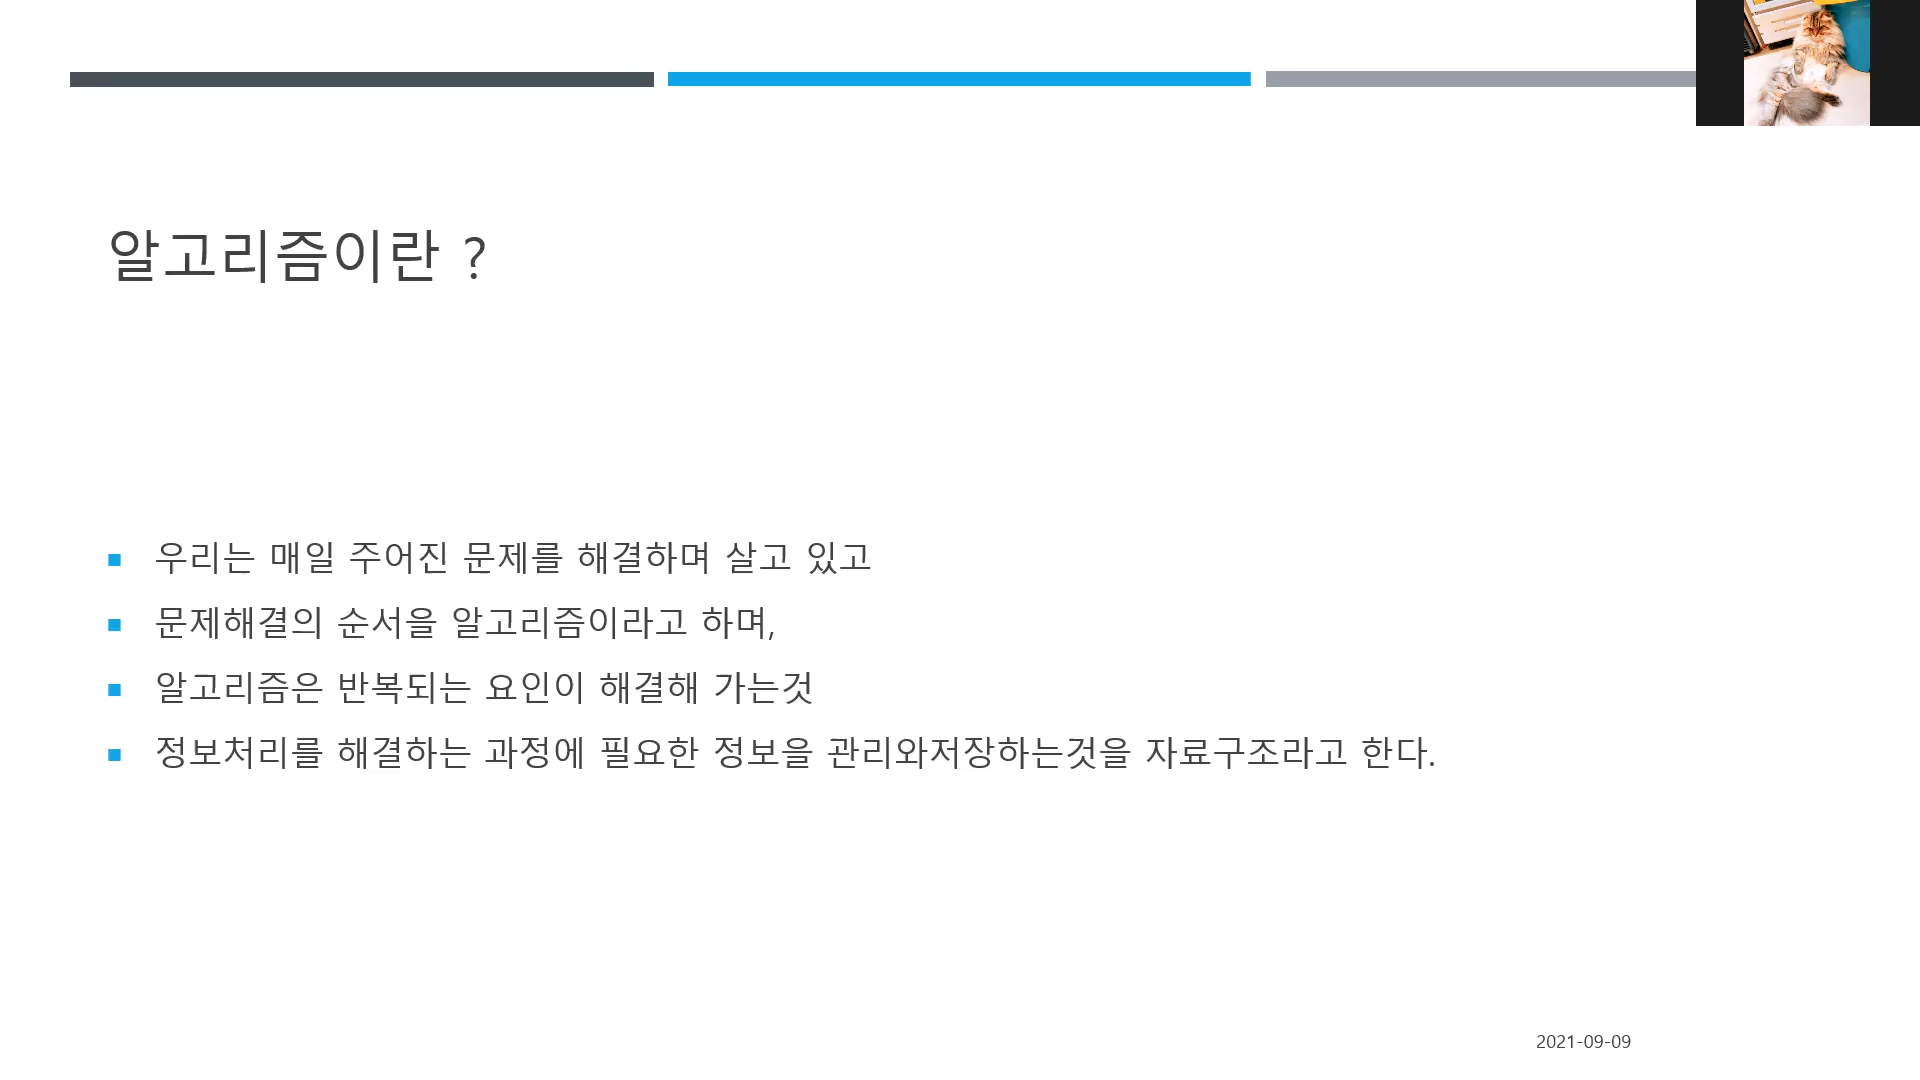 알고리즘이란 ?
우리는 매일 주어진 문제를 해결하며 살고 있고
문제해결의 순서을 알고리즘이라고 하며,
알고리즘은 반복되는 요인이 해결해 가는것
정보처리를 해결하는 과정에 필요한 정보을 관리와저장하는것을 자료구조라고 한다.
2021-09-09